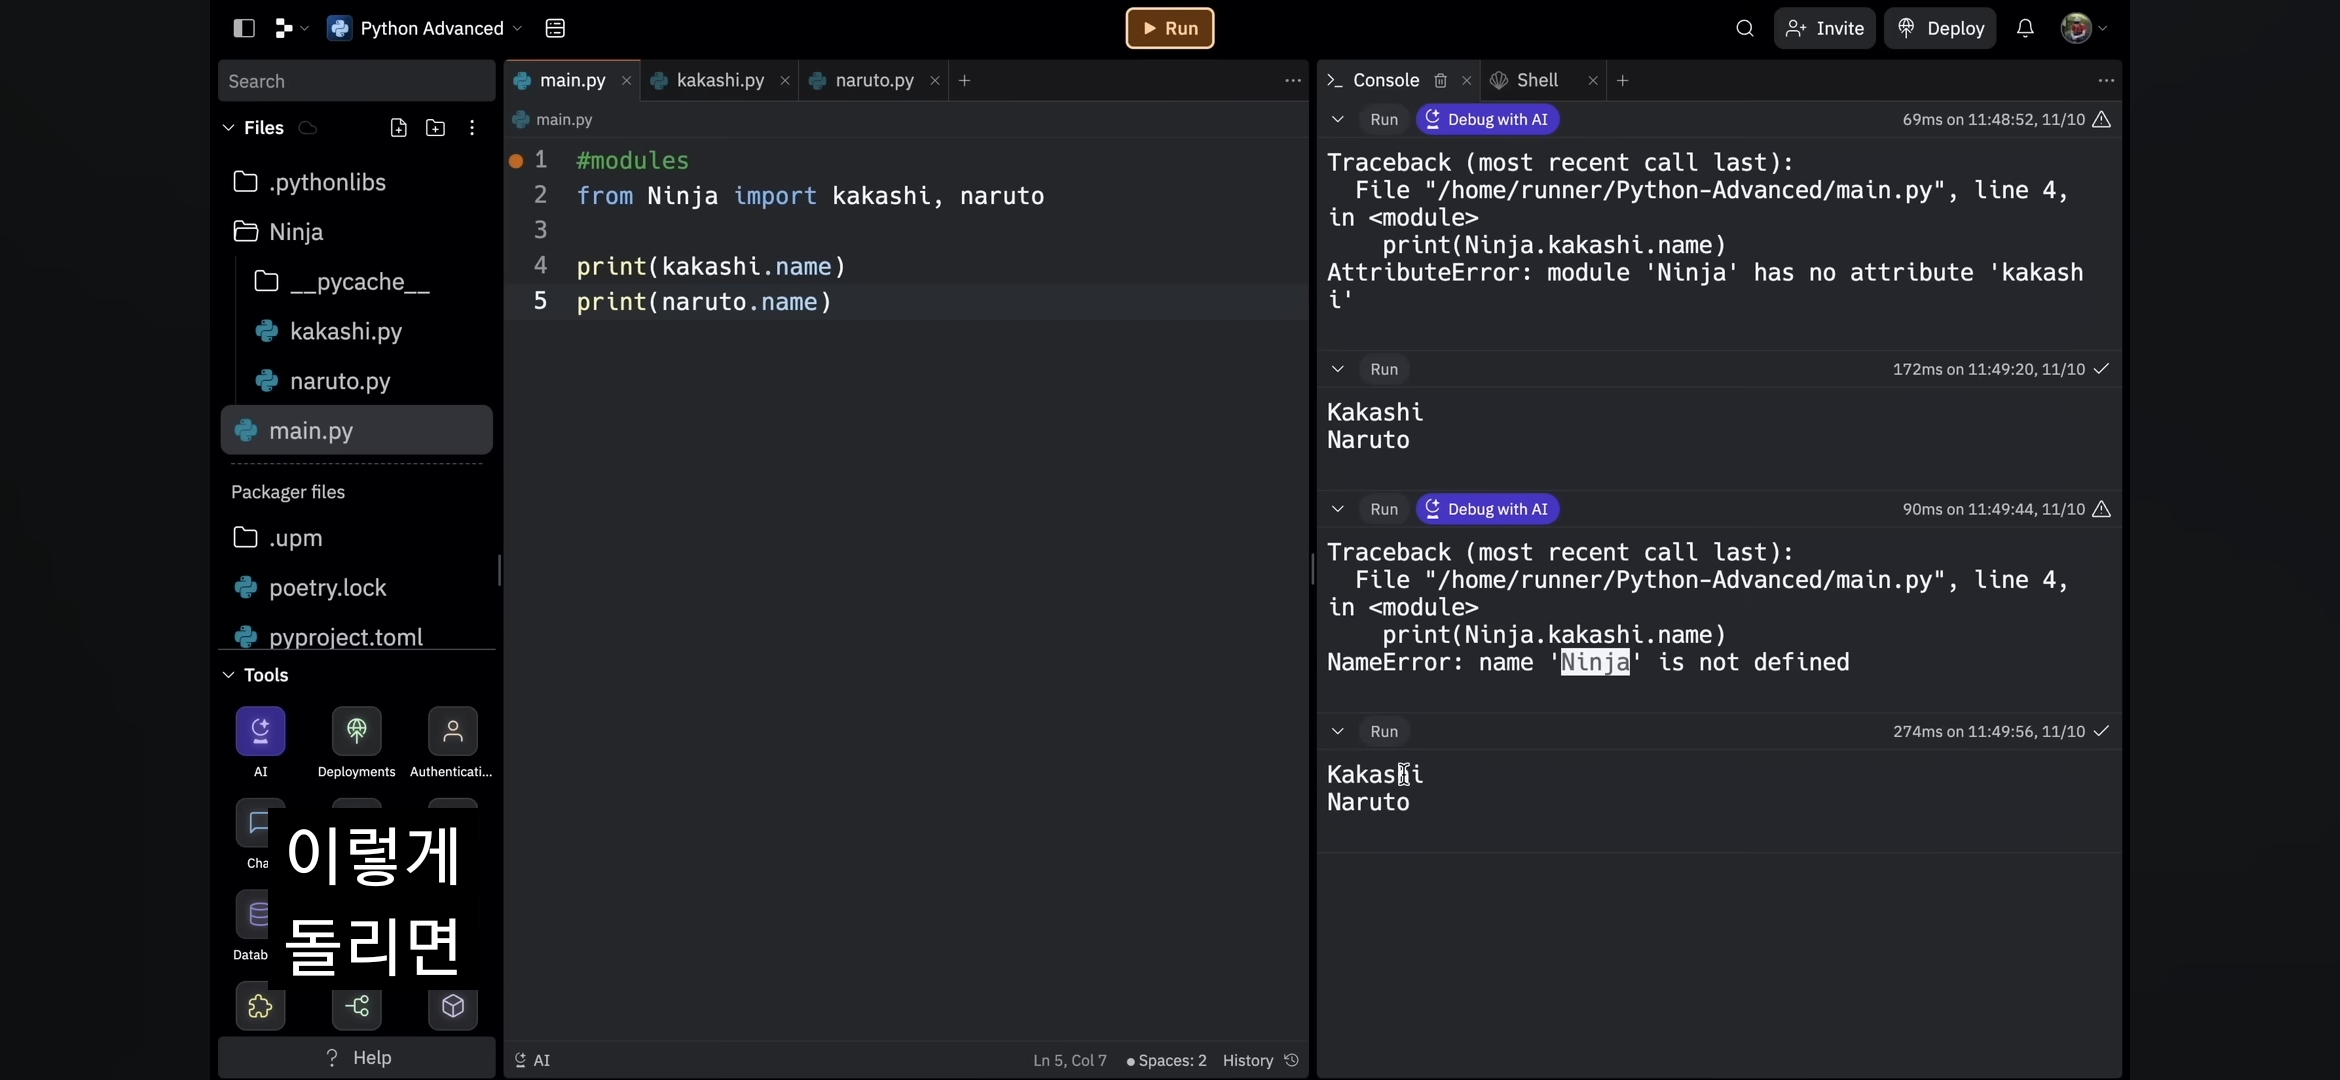 Python Advanced
Run
Invite
Deploy
Search
Files
.pythonlibs
Ninja
__pycache__
kakashi.py
naruto.py
main.py
Packager files
.upm
poetry.lock
pyproject.toml
Tools
AI
Deployments
Authenticati...
Cha
Datab
이렇게
돌리면
? Help
main.py
kakashi.py
naruto.py
main.py
1 #modules
2 from Ninja import kakashi, naruto
3
4 print(kakashi.name)
5 print(naruto.name)
AI
Ln 5, Col 7
Spaces: 2
History
Console
Shell
Run Debug with AI 69ms on 11:48:52, 11/10
Traceback (most recent call last):
File "/home/runner/Python-Advanced/main.py", line 4,
in <module>
print(Ninja.kakashi.name)
AttributeError: module 'Ninja' has no attribute 'kakash
i'
Run 172ms on 11:49:20, 11/10
Kakashi
Naruto
Run Debug with AI 90ms on 11:49:44, 11/10
Traceback (most recent call last):
File "/home/runner/Python-Advanced/main.py", line 4,
in <module>
print(Ninja.kakashi.name)
NameError: name 'Ninja' is not defined
Run 274ms on 11:49:56, 11/10
Kakashi
Naruto